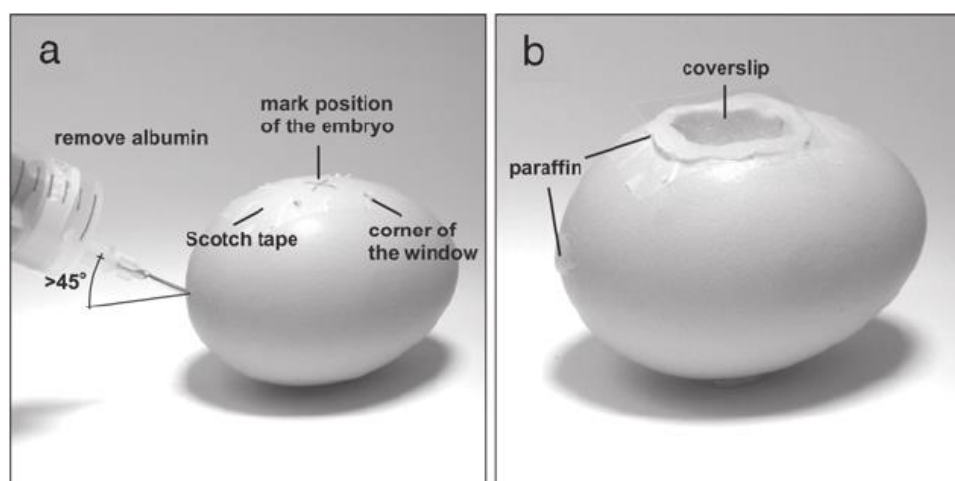 a
mark position
of the embryo
remove albumin
Scotch tape
corner of
the window
>45°
b
coverslip
paraffin